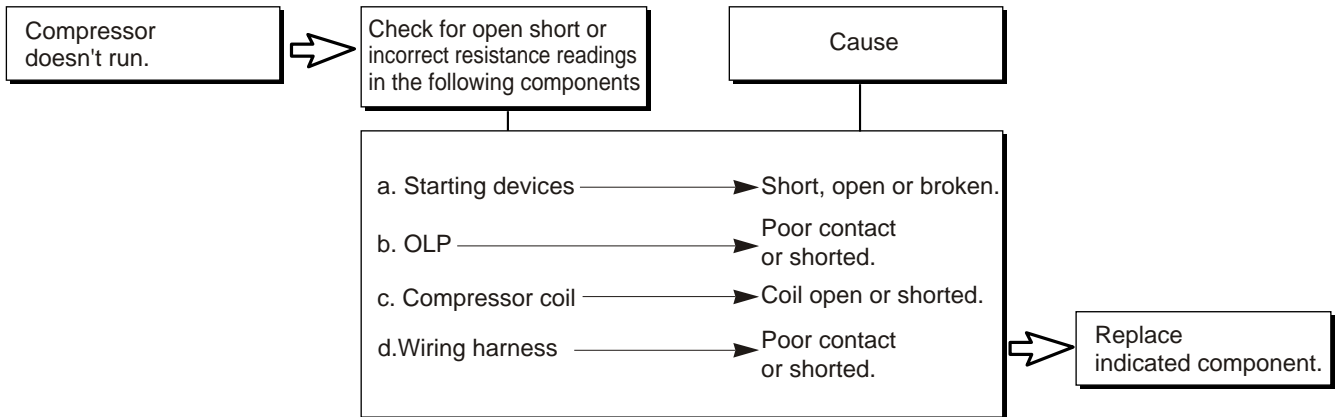 Compressor
doesn't run.
Check for open short or
incorrect resistance readings
in the following components
Cause
a. Starting devices
Short, open or broken.
b. OLP
Poor contact
or shorted.
c. Compressor coil
Coil open or shorted.
d.Wiring harness
Poor contact
or shorted.
Replace
indicated component.